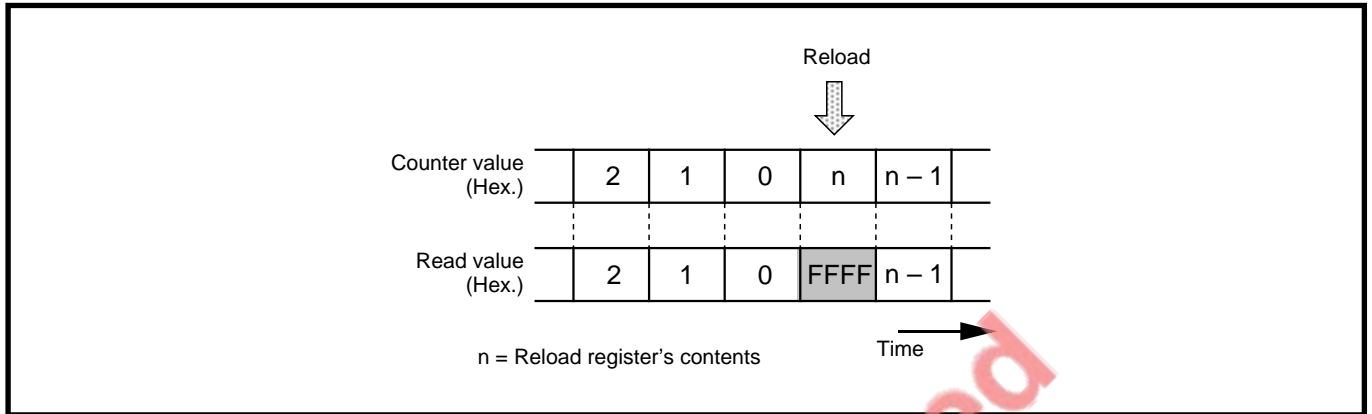 Reload
Counter value
(Hex.)
2 1 0 n n – 1
Read value
(Hex.)
2 1 0 FFFF n – 1
Time
n = Reload register's contents